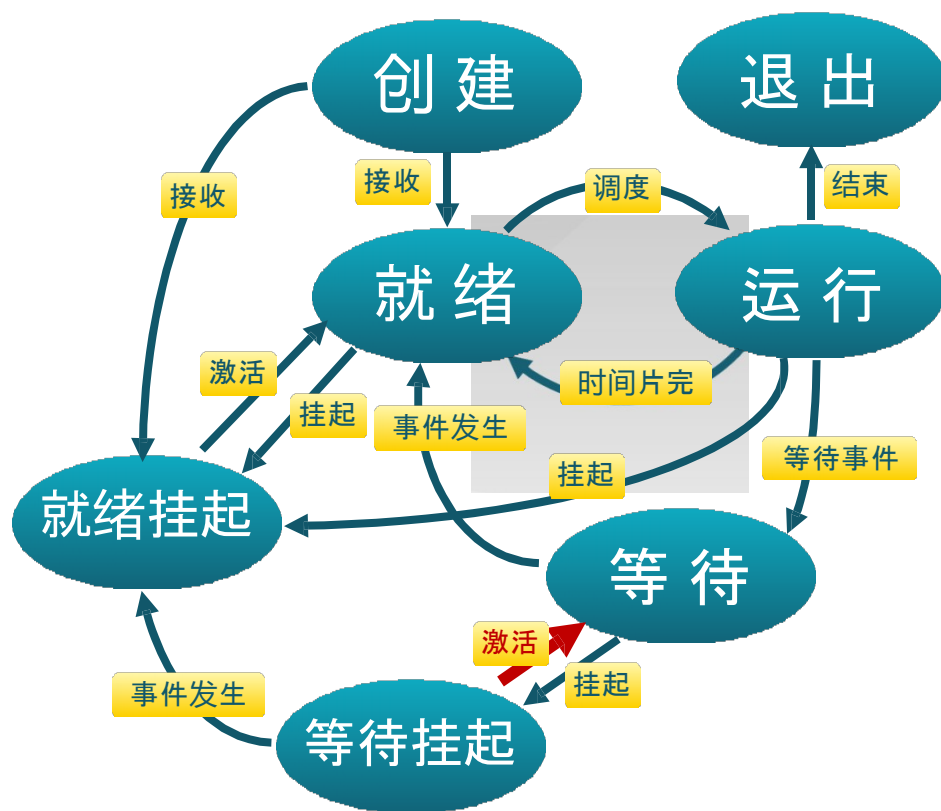 创建
退出
接收
接收
调度
结束
就绪
运行
激活
时间片完
挂起
事件发生
等待事件
挂起
就绪挂起
等待
激活
挂起
事件发生
等待挂起